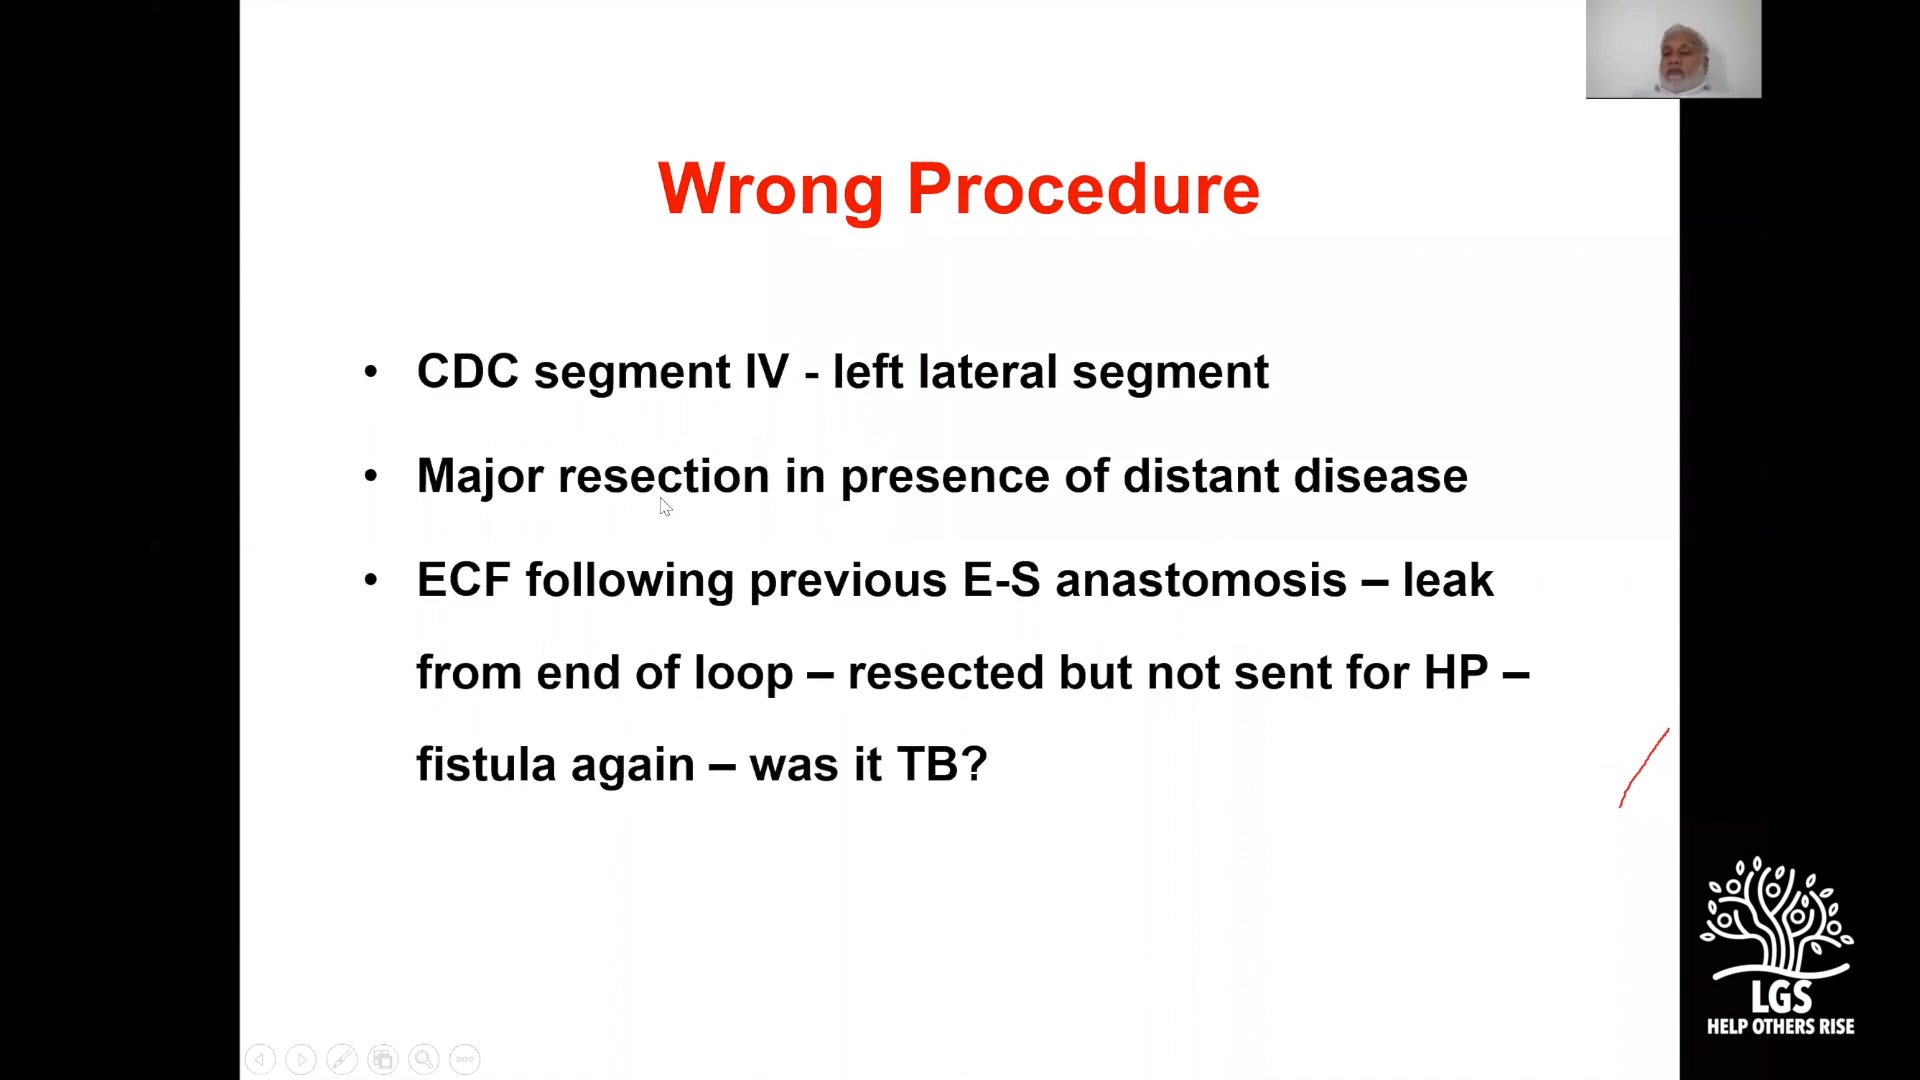 Wrong Procedure
• CDC segment IV - left lateral segment
• Major resection in presence of distant disease
• ECF following previous E-S anastomosis – leak
from end of loop – resected but not sent for HP –
fistula again – was it TB?
LGS
HELP OTHERS RISE